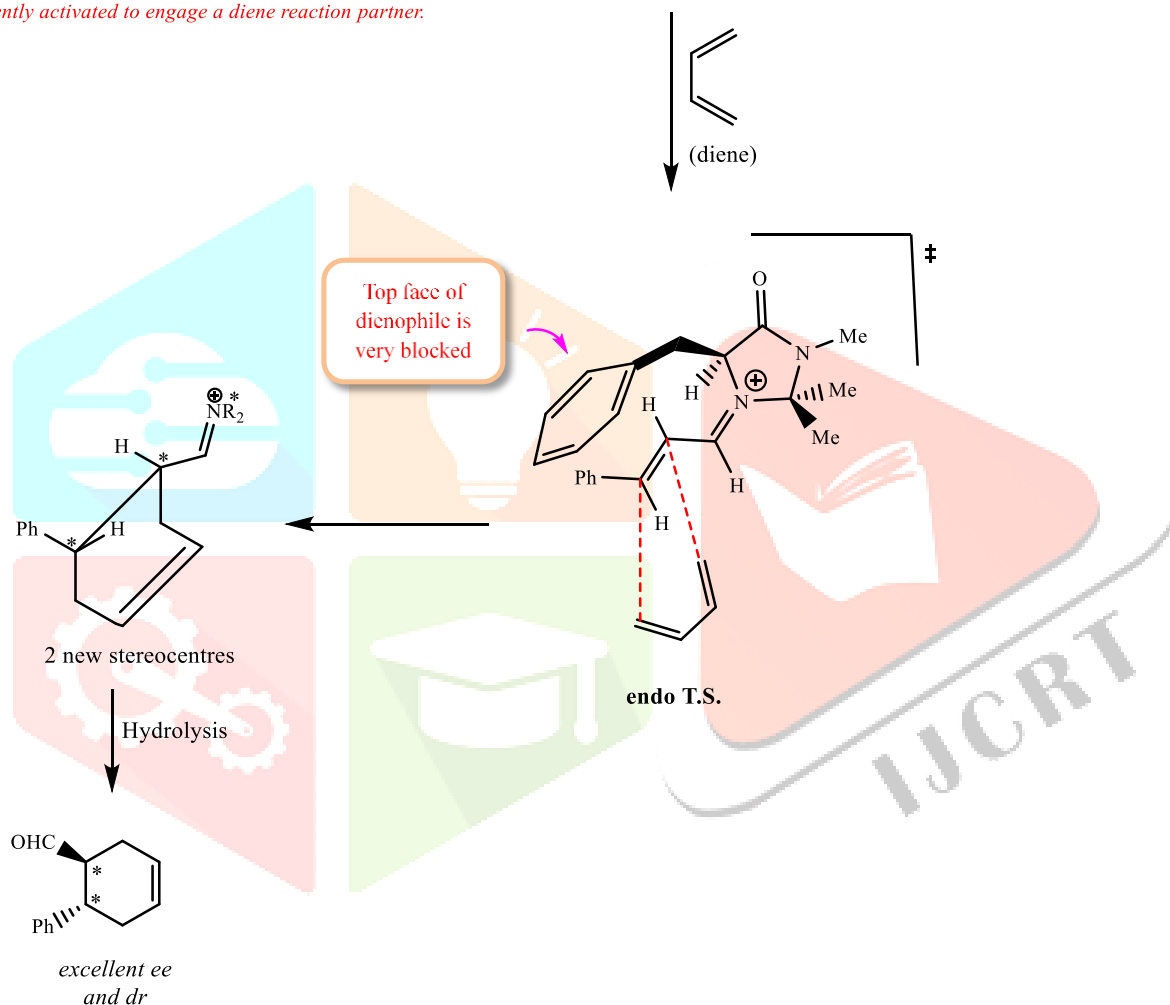 ently activated to engage a diene reaction partner.
(diene)
‡
Top face of
dienophile is
very blocked
O
N
Me
H
⊕
N
Me
Me
H
Ph
H
H
⊕
*
NR2
H
*
Ph
*
H
2 new stereocentres
endo T.S.
Hydrolysis
OHC
*
*
Ph
excellent ee
and dr
IJCRT